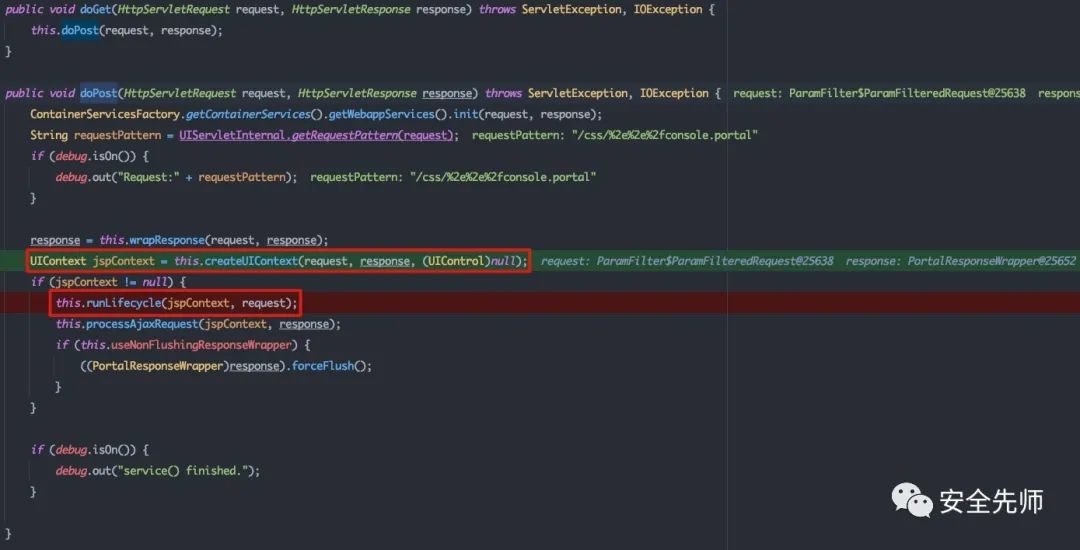 public void doGet(HttpServletRequest request, HttpServletResponse response) throws ServletException, IOException {
this.doPost(request, response);
}
public void doPost(HttpServletRequest request, HttpServletResponse response) throws ServletException, IOException { request: ParamFilter$ParamFilteredRequest@25638 respons
ContainerServicesFactory.getContainerServices().getWebappServices().init(request, response);
String requestPattern = UIServletInternal.getRequestPattern(request); requestPattern: "/css/%2e%2e%2fconsole.portal"
if (debug.isOn()) {
debug.out("Request:" + requestPattern); requestPattern: "/css/%2e%2e%2fconsole.portal"
}
response = this.wrapResponse(request, response);
UIContext jspContext = this.createUIContext(request, response, (UIControl)null); request: ParamFilter$ParamFilteredRequest@25638 response: PortalResponseWrapper@25652
if (jspContext != null) {
this.runLifecycle(jspContext, request);
this.processAjaxRequest(jspContext, response);
if (this.useNonFlushingResponseWrapper) {
((PortalResponseWrapper)response).forceFlush();
}
}
if (debug.isOn()) {
debug.out("service() finished.");
}
}
安全先师